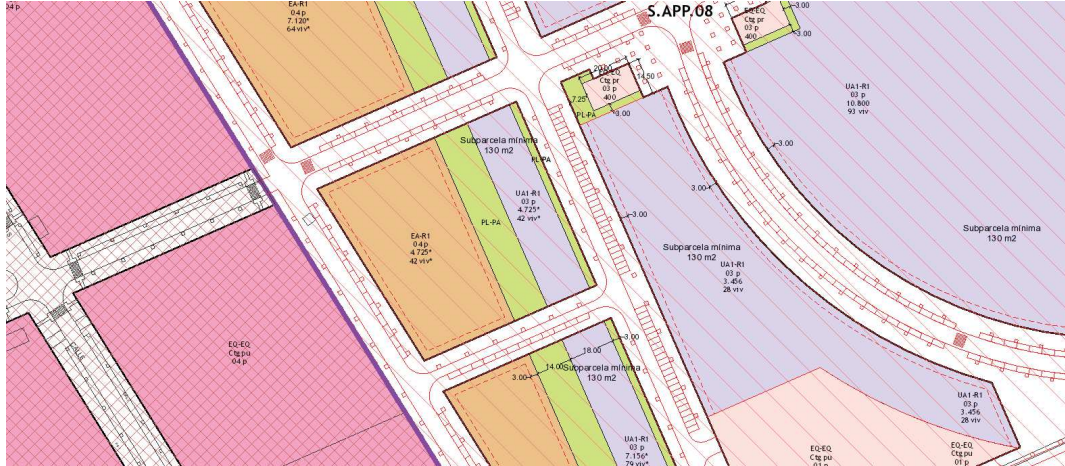 04 p
EA-R1
04 p
7.120*
64 viv*
S.APP.08
EQ-EQ
Ctg pr
03 p
400
3.00
3.00
20.00
EQ-EQ
Ctg pr
03 p
400
14.50
7.25
3.00
PL-PA
UA1-R1
03 p
10.800
93 viv
3.00
Subparcela mínima
130 m2
PL-PA
UA1-R1
03 p
4.725*
42 viv*
3.00
3.00
PL-PA
EA-R1
04 p
4.725*
42 viv*
Subparcela mínima
130 m2
UA1-R1
03 p
3.456
28 viv
Subparcela mínima
130 m2
EQ-EQ
Ctg pu
04 p
CALLE
3.00
14.00
18.00
3.00
Subparcela mínima
130 m2
UA1-R1
03 p
7.156*
79 viv*
UA1-R1
03 p
3.456
28 viv
EQ-EQ
Ctg pu
01 p
EQ-EQ
Ctg pu
01 p